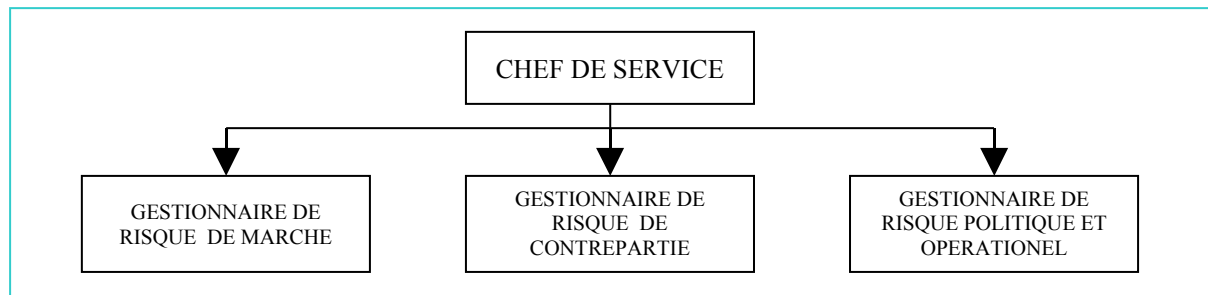 CHEF DE SERVICE
GESTIONNAIRE DE
RISQUE DE MARCHE
GESTIONNAIRE DE
RISQUE DE
CONTREPARTIE
GESTIONNAIRE DE
RISQUE POLITIQUE ET
OPERATIONEL